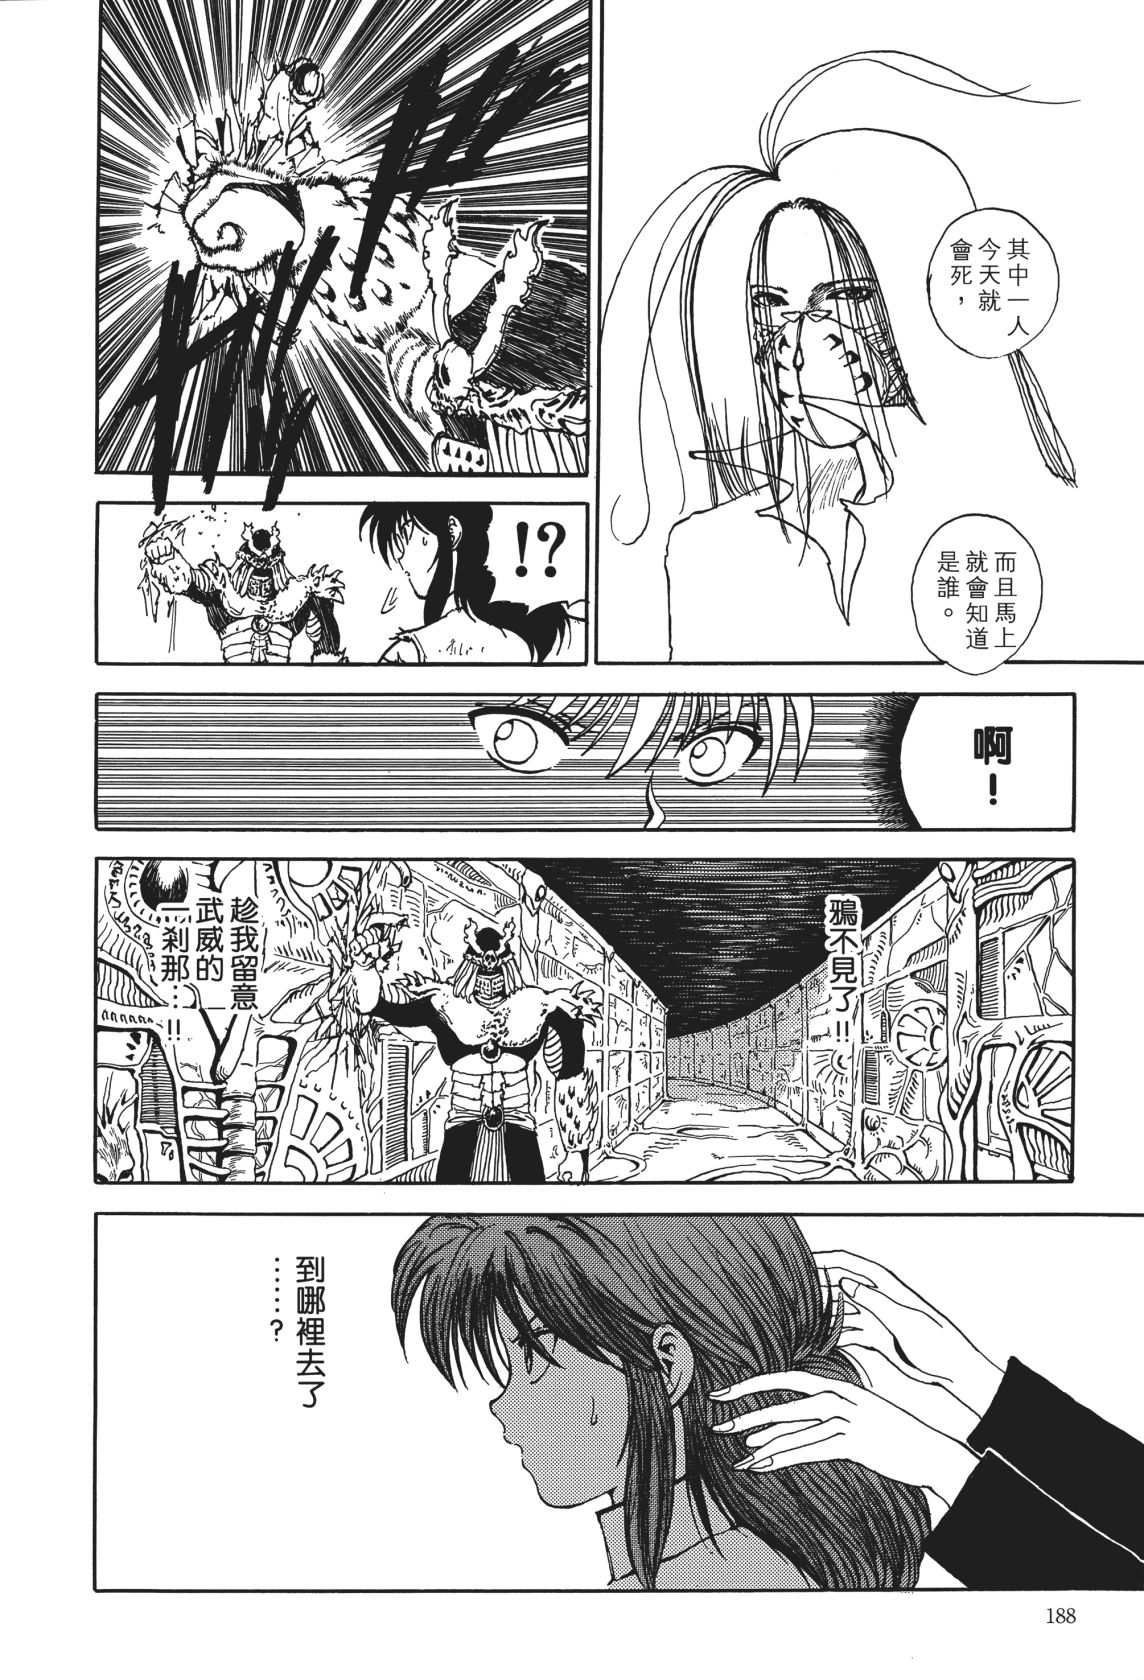 其中一人
今天就
會死，
而且馬上
就會知道
是誰。
!?
啊！
鴉不見了!!
趁我留意
武威的
一剎那…!!
到哪裡去了
……?
188